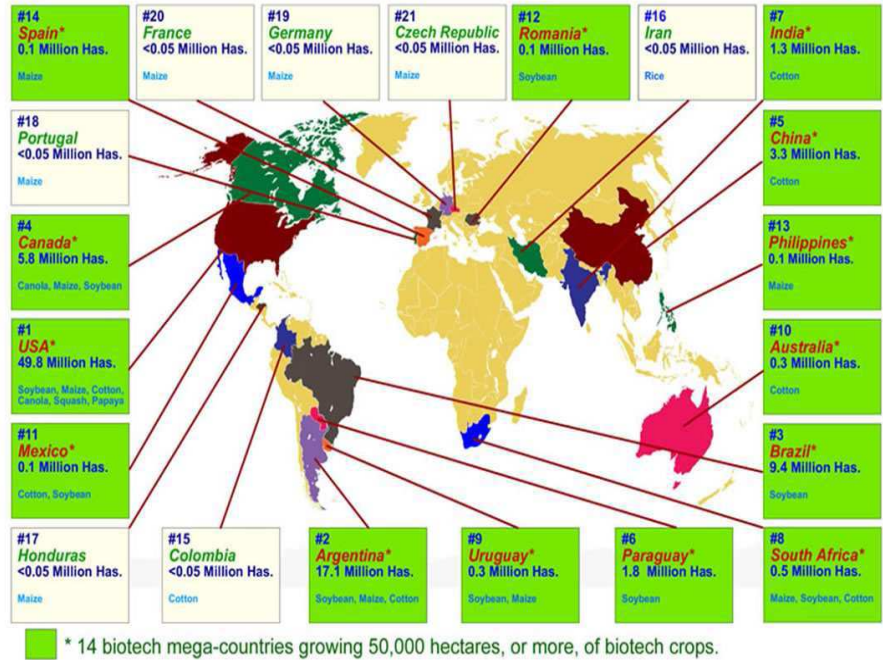 #14
Spain*
0.1 Million Has.
Maize
#20
France
<0.05 Million Has.
Maize
#19
Germany
<0.05 Million Has.
Maize
#21
Czech Republic
<0.05 Million Has.
Maize
#12
Romania*
0.1 Million Has.
Soybean
#16
Iran
<0.05 Million Has.
Rice
#7
India*
1.3 Million Has.
Cotton
#18
Portugal
<0.05 Million Has.
Maize
#5
China*
3.3 Million Has.
Cotton
#4
Canada*
5.8 Million Has.
Canola, Maize, Soybean
#13
Philippines*
0.1 Million Has.
Maize
#1
USA*
49.8 Million Has.
Soybean, Maize, Cotton,
Canola, Squash, Papaya
#10
Australia*
0.3 Million Has.
Cotton
#11
Mexico*
0.1 Million Has.
Cotton, Soybean
#3
Brazil*
9.4 Million Has.
Soybean
#17
Honduras
<0.05 Million Has.
Maize
#15
Colombia
<0.05 Million Has.
Cotton
#2
Argentina*
17.1 Million Has.
Soybean, Maize, Cotton
#9
Uruguay*
0.3 Million Has.
Soybean, Maize
#6
Paraguay*
1.8 Million Has.
Soybean
#8
South Africa*
0.5 Million Has.
Maize, Soybean, Cotton
* 14 biotech mega-countries growing 50,000 hectares, or more, of biotech crops.